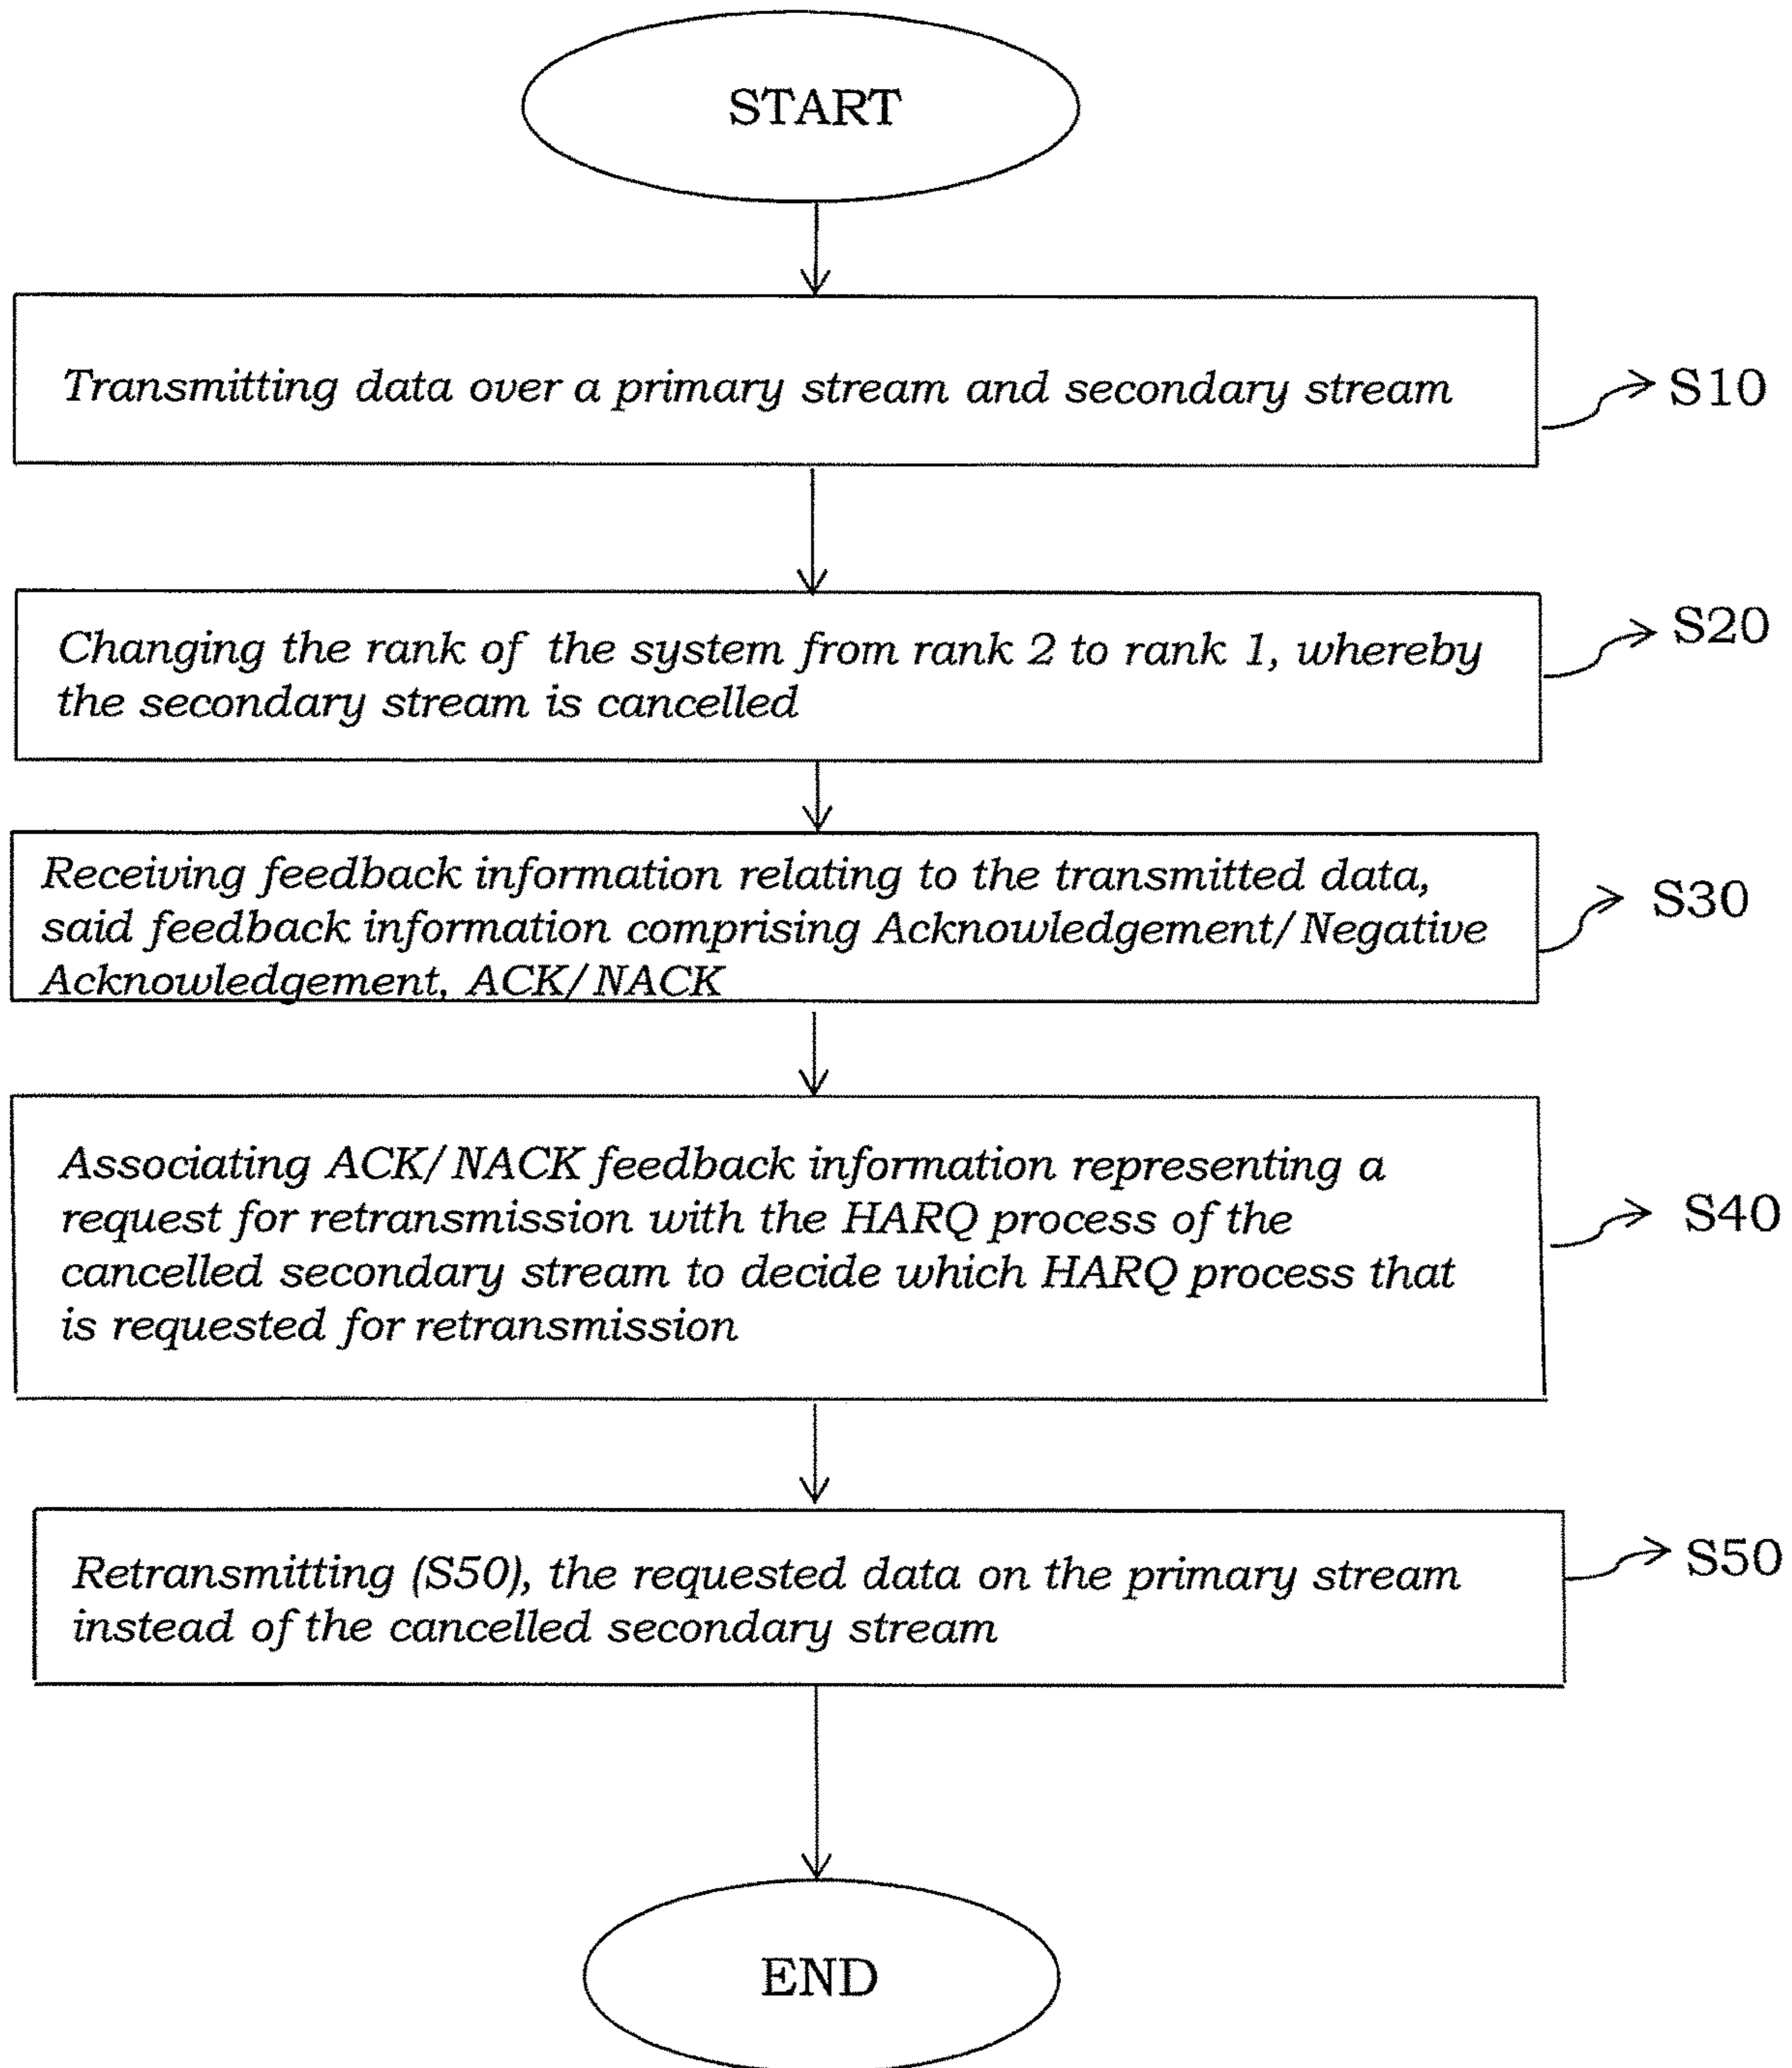 START
Transmitting data over a primary stream and secondary stream
S10
Changing the rank of the system from rank 2 to rank 1, whereby
the secondary stream is cancelled
S20
Receiving feedback information relating to the transmitted data,
said feedback information comprising Acknowledgement/Negative
Acknowledgement, ACK/NACK
S30
Associating ACK/NACK feedback information representing a
request for retransmission with the HARQ process of the
cancelled secondary stream to decide which HARQ process that
is requested for retransmission
S40
Retransmitting (S50), the requested data on the primary stream
instead of the cancelled secondary stream
S50
END